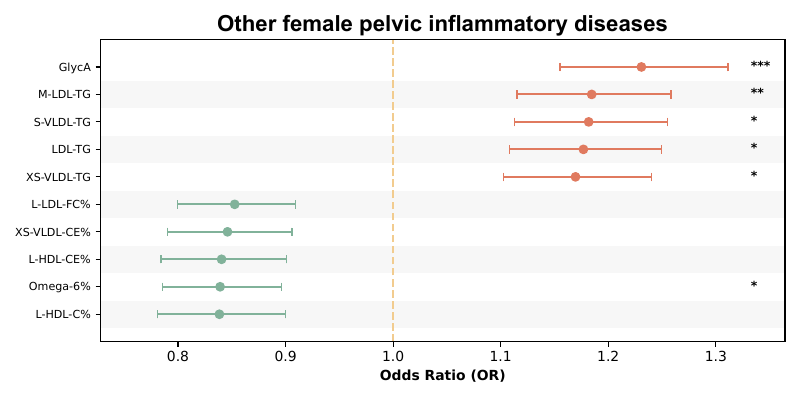 Other female pelvic inflammatory diseases
GlycA ***
M-LDL-TG **
S-VLDL-TG *
LDL-TG *
XS-VLDL-TG *
L-LDL-FC%
XS-VLDL-CE%
L-HDL-CE%
Omega-6% *
L-HDL-C%
0.8 0.9 1.0 1.1 1.2 1.3
Odds Ratio (OR)